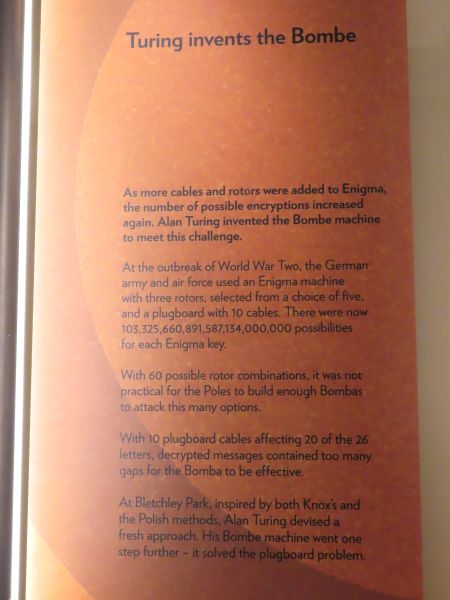 Turing invents the Bombe
As more cables and rotors were added to Enigma,
the number of possible encryptions increased
again. Alan Turing invented the Bombe machine
to meet this challenge.
At the outbreak of World War Two, the German
army and air force used an Enigma machine
with three rotors, selected from a choice of five,
and a plugboard with 10 cables. There were now
103,325,660,891,587,134,000,000 possibilities
for each Enigma key.
With 60 possible rotor combinations, it was not
practical for the Poles to build enough Bombas
to attack this many options.
With 10 plugboard cables affecting 20 of the 26
letters, decrypted messages contained too many
gaps for the Bomba to be effective.
At Bletchley Park, inspired by both Knox's and
the Polish methods, Alan Turing devised a
fresh approach. His Bombe machine went one
step further – it solved the plugboard problem.